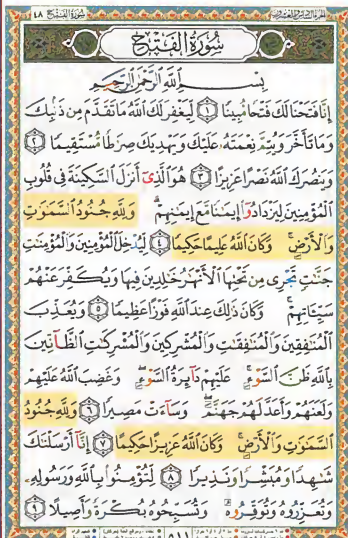 سُورَةُ الفَتْحِ ٤٨
سُورَةُ الْفَتْحِ
بِسْمِ ٱللَّهِ ٱلرَّحْمَٰنِ ٱلرَّحِيمِ
إِنَّا فَتَحْنَا لَكَ فَتْحًا مُّبِينًا ١ لِّيَغْفِرَ لَكَ ٱللَّهُ مَا تَقَدَّمَ مِن ذَنۢبِكَ
وَمَا تَأَخَّرَ وَيُتِمَّ نِعْمَتَهُۥ عَلَيْكَ وَيَهْدِيَكَ صِرَٰطًا مُّسْتَقِيمًا ٢
وَيَنصُرَكَ ٱللَّهُ نَصْرًا عَزِيزًا ٣ هُوَ ٱلَّذِىٓ أَنزَلَ ٱلسَّكِينَةَ فِى قُلُوبِ
ٱلْمُؤْمِنِينَ لِيَزْدَادُوٓا۟ إِيمَٰنًا مَّعَ إِيمَٰنِهِمْ ۗ وَلِلَّهِ جُنُودُ ٱلسَّمَٰوَٰتِ
وَٱلْأَرْضِ ۚ وَكَانَ ٱللَّهُ عَلِيمًا حَكِيمًا ٤ لِّيُدْخِلَ ٱلْمُؤْمِنِينَ وَٱلْمُؤْمِنَٰتِ
جَنَّٰتٍ تَجْرِى مِن تَحْتِهَا ٱلْأَنْهَٰرُ خَٰلِدِينَ فِيهَا وَيُكَفِّرَ عَنْهُمْ
سَيِّـَٔاتِهِمْ ۚ وَكَانَ ذَٰلِكَ عِندَ ٱللَّهِ فَوْزًا عَظِيمًا ٥ وَيُعَذِّبَ
ٱلْمُنَٰفِقِينَ وَٱلْمُنَٰفِقَٰتِ وَٱلْمُشْرِكِينَ وَٱلْمُشْرِكَٰتِ ٱلظَّآنِّينَ
بِٱللَّهِ ظَنَّ ٱلسَّوْءِ ۚ عَلَيْهِمْ دَآئِرَةُ ٱلسَّوْءِ ۖ وَغَضِبَ ٱللَّهُ عَلَيْهِمْ
وَلَعَنَهُمْ وَأَعَدَّ لَهُمْ جَهَنَّمَ ۖ وَسَآءَتْ مَصِيرًا ٦ وَلِلَّهِ جُنُودُ
ٱلسَّمَٰوَٰتِ وَٱلْأَرْضِ ۚ وَكَانَ ٱللَّهُ عَزِيزًا حَكِيمًا ٧ إِنَّآ أَرْسَلْنَٰكَ
شَٰهِدًا وَمُبَشِّرًا وَنَذِيرًا ٨ لِّتُؤْمِنُوا۟ بِٱللَّهِ وَرَسُولِهِۦ
وَتُعَزِّرُوهُ وَتُوَقِّرُوهُ ۚ وَتُسَبِّحُوهُ بُكْرَةً وَأَصِيلًا ٩